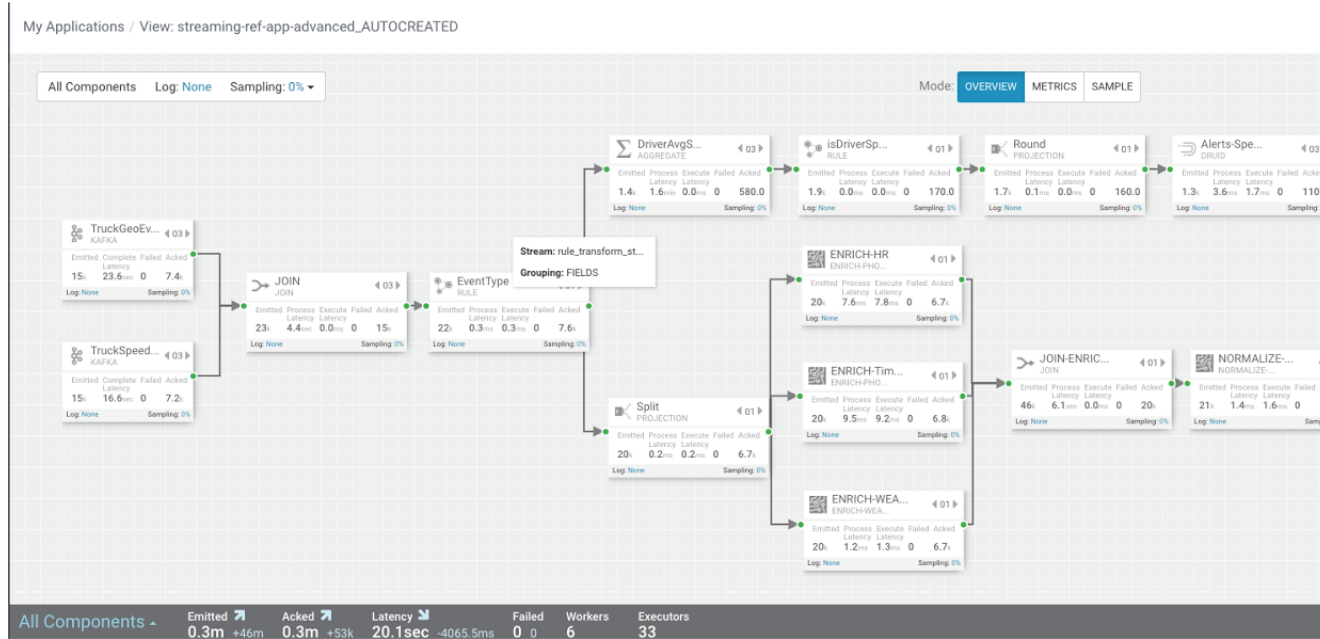 My Applications / View: streaming-ref-app-advanced_AUTOCREATED
All Components Log: None Sampling: 0%
Mode: OVERVIEW METRICS SAMPLE
TruckGeoEv... 03
KAFKA
Emitted Complete Latency Failed Acked
15k 23.6sec 0 7.4k
Log: None Sampling: 0%
TruckSpeed... 03
KAFKA
Emitted Complete Latency Failed Acked
15k 16.6sec 0 7.2k
Log: None Sampling: 0%
JOIN 03
JOIN
Emitted Process Latency Execute Latency Failed Acked
23k 4.4sec 0.0ms 0 15k
Log: None Sampling: 0%
EventType
RULE
Emitted Process Latency Execute Latency Failed Acked
22k 0.3ms 0.3ms 0 7.6k
Log: None Sampling: 0%
Stream: rule_transform_st...
Grouping: FIELDS
DriverAvgS... 03
AGGREGATE
Emitted Process Latency Execute Latency Failed Acked
1.4k 1.6min 0.0ms 0 580.0
Log: None Sampling: 0%
isDriverSp... 01
RULE
Emitted Process Latency Execute Latency Failed Acked
1.9k 0.0ms 0.0ms 0 170.0
Log: None Sampling: 0%
Round 01
PROJECTION
Emitted Process Latency Execute Latency Failed Acked
1.7k 0.1ms 0.0ms 0 160.0
Log: None Sampling: 0%
Alerts-Spe... 03
DRUID
Emitted Process Latency Execute Latency Failed Acked
1.3k 3.6ms 1.7ms 0 110
Log: None Sampling:
Split 01
PROJECTION
Emitted Process Latency Execute Latency Failed Acked
20k 0.2ms 0.2ms 0 6.7k
Log: None Sampling: 0%
ENRICH-HR 01
ENRICH-PHO...
Emitted Process Latency Execute Latency Failed Acked
20k 7.6ms 7.8ms 0 6.7k
Log: None Sampling: 0%
ENRICH-Tim... 01
ENRICH-PHO...
Emitted Process Latency Execute Latency Failed Acked
20k 9.5ms 9.2ms 0 6.8k
Log: None Sampling: 0%
ENRICH-WEA... 01
ENRICH-WEA...
Emitted Process Latency Execute Latency Failed Acked
20k 1.2ms 1.3ms 0 6.7k
Log: None Sampling: 0%
JOIN-ENRIC... 01
JOIN
Emitted Process Latency Execute Latency Failed Acked
46k 6.1sec 0.0ms 0 20k
Log: None Sampling: 0%
NORMALIZE-... 01
NORMALIZE-...
Emitted Process Latency Execute Latency Failed
21k 1.4ms 1.6ms 0
Log: None
All Components Emitted Acked Latency Failed Workers Executors
0.3m +46m 0.3m +53k 20.1sec -4065.5ms 0 0 6 33